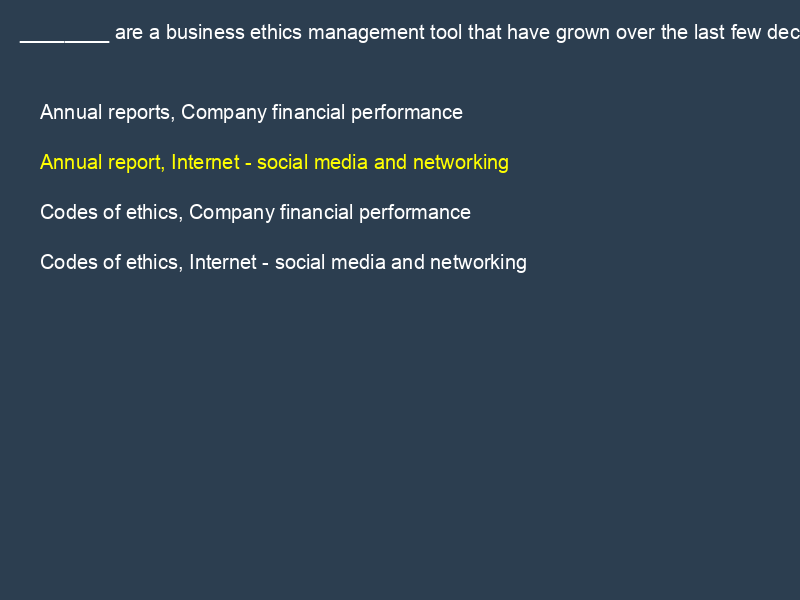 _________ are a business ethics management tool that have grown over the last few dec
Annual reports, Company financial performance
Annual report, Internet - social media and networking
Codes of ethics, Company financial performance
Codes of ethics, Internet - social media and networking